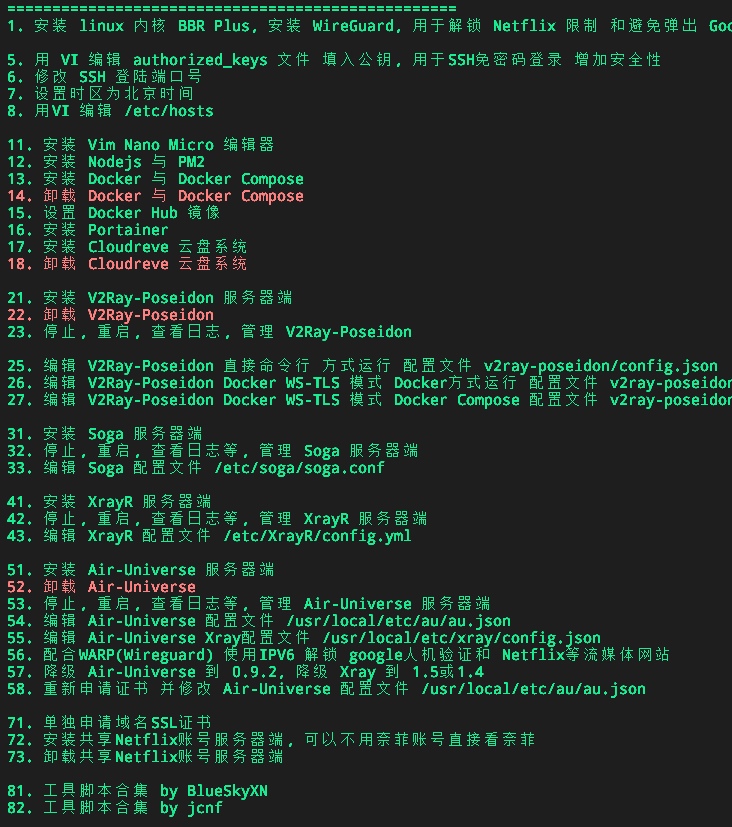 ==================================================
1. 安装 linux 内核 BBR Plus, 安装 WireGuard, 用于解锁 Netflix 限制 和避免弹出 Goo
5. 用 VI 编辑 authorized_keys 文件 填入公钥, 用于SSH免密码登录 增加安全性
6. 修改 SSH 登陆端口号
7. 设置时区为北京时间
8. 用VI 编辑 /etc/hosts
11. 安装 Vim Nano Micro 编辑器
12. 安装 Nodejs 与 PM2
13. 安装 Docker 与 Docker Compose
14. 卸载 Docker 与 Docker Compose
15. 设置 Docker Hub 镜像
16. 安装 Portainer
17. 安装 Cloudreve 云盘系统
18. 卸载 Cloudreve 云盘系统
21. 安装 V2Ray-Poseidon 服务器端
22. 卸载 V2Ray-Poseidon
23. 停止, 重启, 查看日志, 管理 V2Ray-Poseidon
25. 编辑 V2Ray-Poseidon 直接命令行 方式运行 配置文件 v2ray-poseidon/config.json
26. 编辑 V2Ray-Poseidon Docker WS-TLS 模式 Docker方式运行 配置文件 v2ray-poseidon
27. 编辑 V2Ray-Poseidon Docker WS-TLS 模式 Docker Compose 配置文件 v2ray-poseidon
31. 安装 Soga 服务器端
32. 停止, 重启, 查看日志等, 管理 Soga 服务器端
33. 编辑 Soga 配置文件 /etc/soga/soga.conf
41. 安装 XrayR 服务器端
42. 停止, 重启, 查看日志等, 管理 XrayR 服务器端
43. 编辑 XrayR 配置文件 /etc/XrayR/config.yml
51. 安装 Air-Universe 服务器端
52. 卸载 Air-Universe
53. 停止, 重启, 查看日志等, 管理 Air-Universe 服务器端
54. 编辑 Air-Universe 配置文件 /usr/local/etc/au/au.json
55. 编辑 Air-Universe Xray配置文件 /usr/local/etc/xray/config.json
56. 配合WARP(Wireguard) 使用IPV6 解锁 google人机验证和 Netflix等流媒体网站
57. 降级 Air-Universe 到 0.9.2, 降级 Xray 到 1.5或1.4
58. 重新申请证书 并修改 Air-Universe 配置文件 /usr/local/etc/au/au.json
71. 单独申请域名SSL证书
72. 安装共享Netflix账号服务器端, 可以不用奈菲账号直接看奈菲
73. 卸载共享Netflix账号服务器端
81. 工具脚本合集 by BlueSkyXN
82. 工具脚本合集 by jcnf